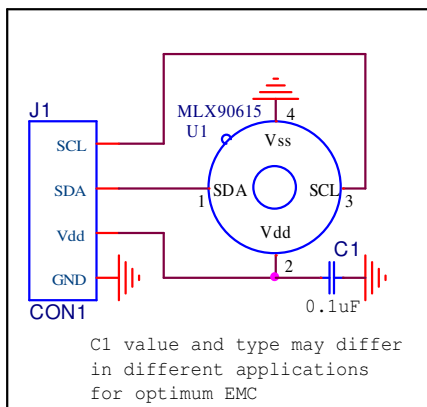 J1
SCL
SDA
Vdd
GND
CON1
MLX90615
U1
4
Vss
1
SDA
SCL
3
Vdd
2
C1
0.1uF
C1 value and type may differ
in different applications
for optimum EMC